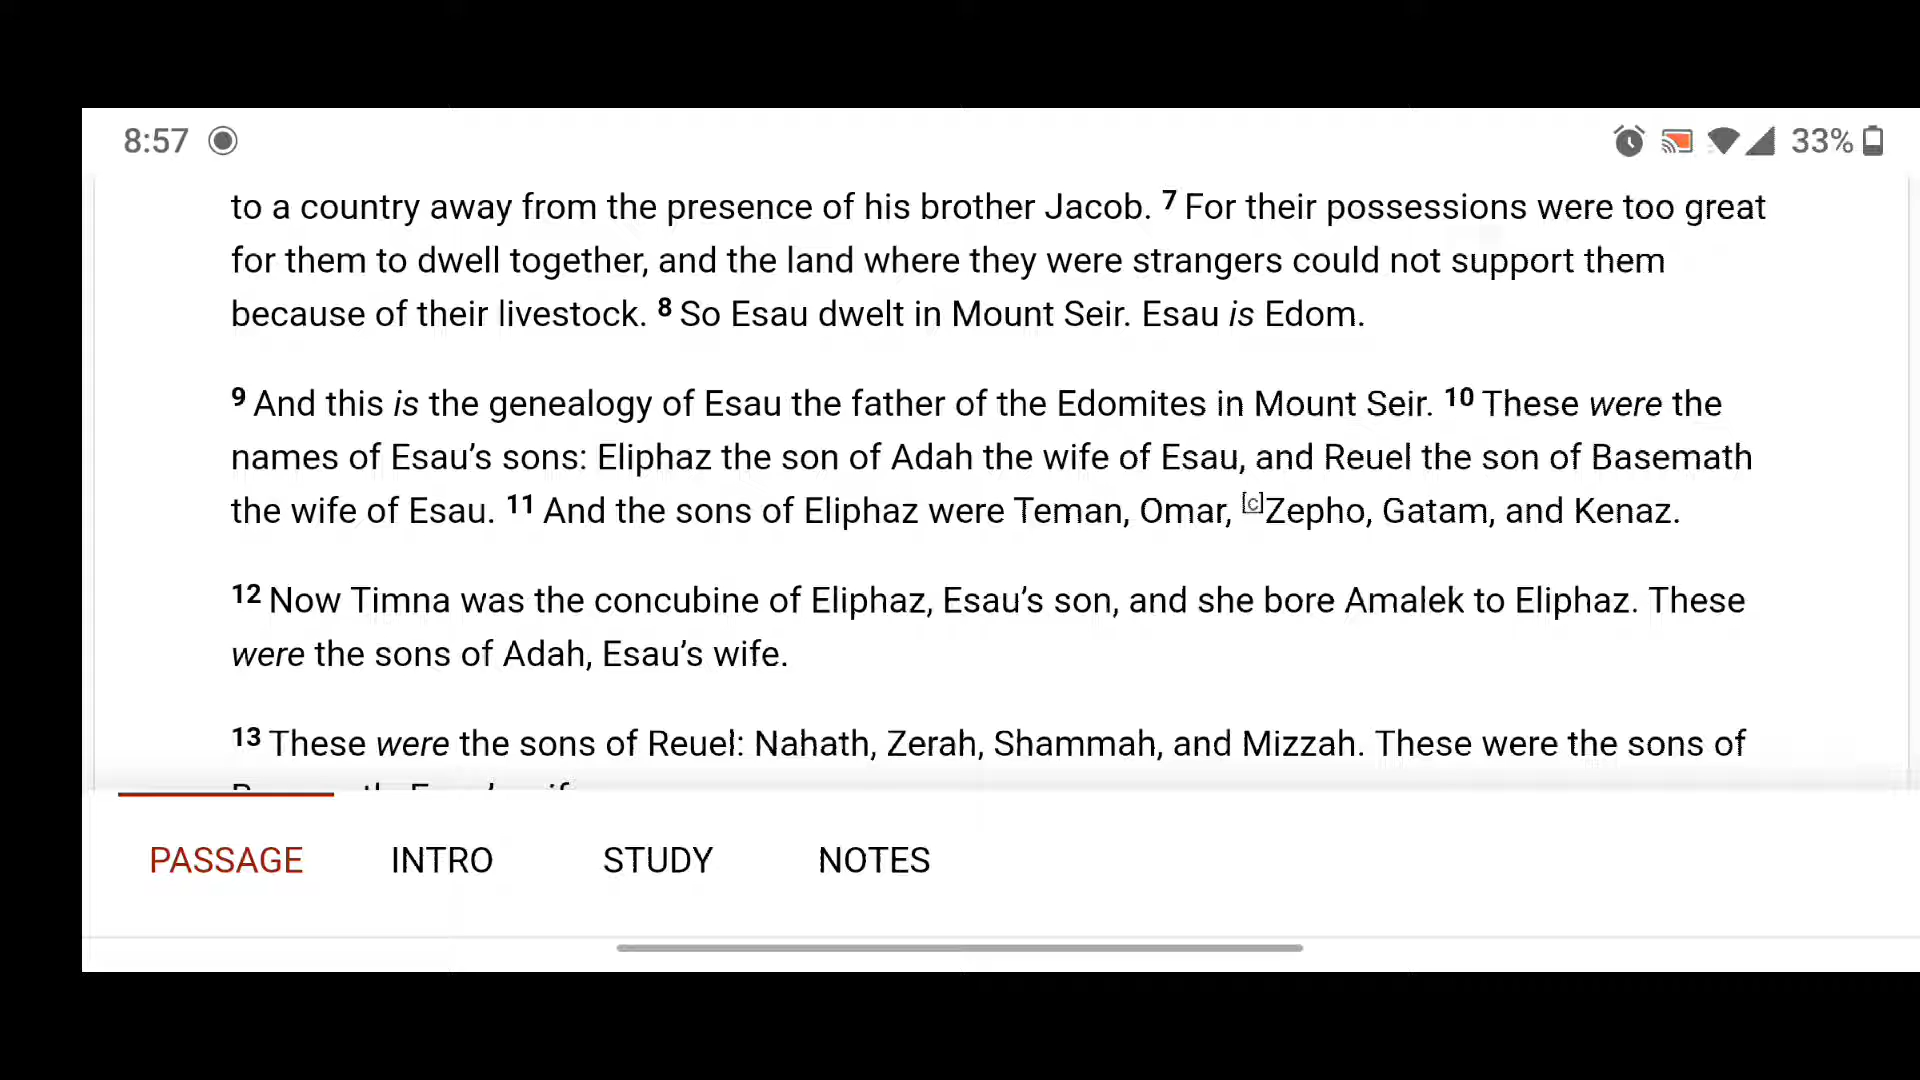 8:57
33%
to a country away from the presence of his brother Jacob. 7 For their possessions were too great
for them to dwell together, and the land where they were strangers could not support them
because of their livestock. 8 So Esau dwelt in Mount Seir. Esau is Edom.
9 And this is the genealogy of Esau the father of the Edomites in Mount Seir. 10 These were the
names of Esau’s sons: Eliphaz the son of Adah the wife of Esau, and Reuel the son of Basemath
the wife of Esau. 11 And the sons of Eliphaz were Teman, Omar, [c]Zepho, Gatam, and Kenaz.
12 Now Timna was the concubine of Eliphaz, Esau’s son, and she bore Amalek to Eliphaz. These
were the sons of Adah, Esau’s wife.
13 These were the sons of Reuel: Nahath, Zerah, Shammah, and Mizzah. These were the sons of
PASSAGE INTRO STUDY NOTES